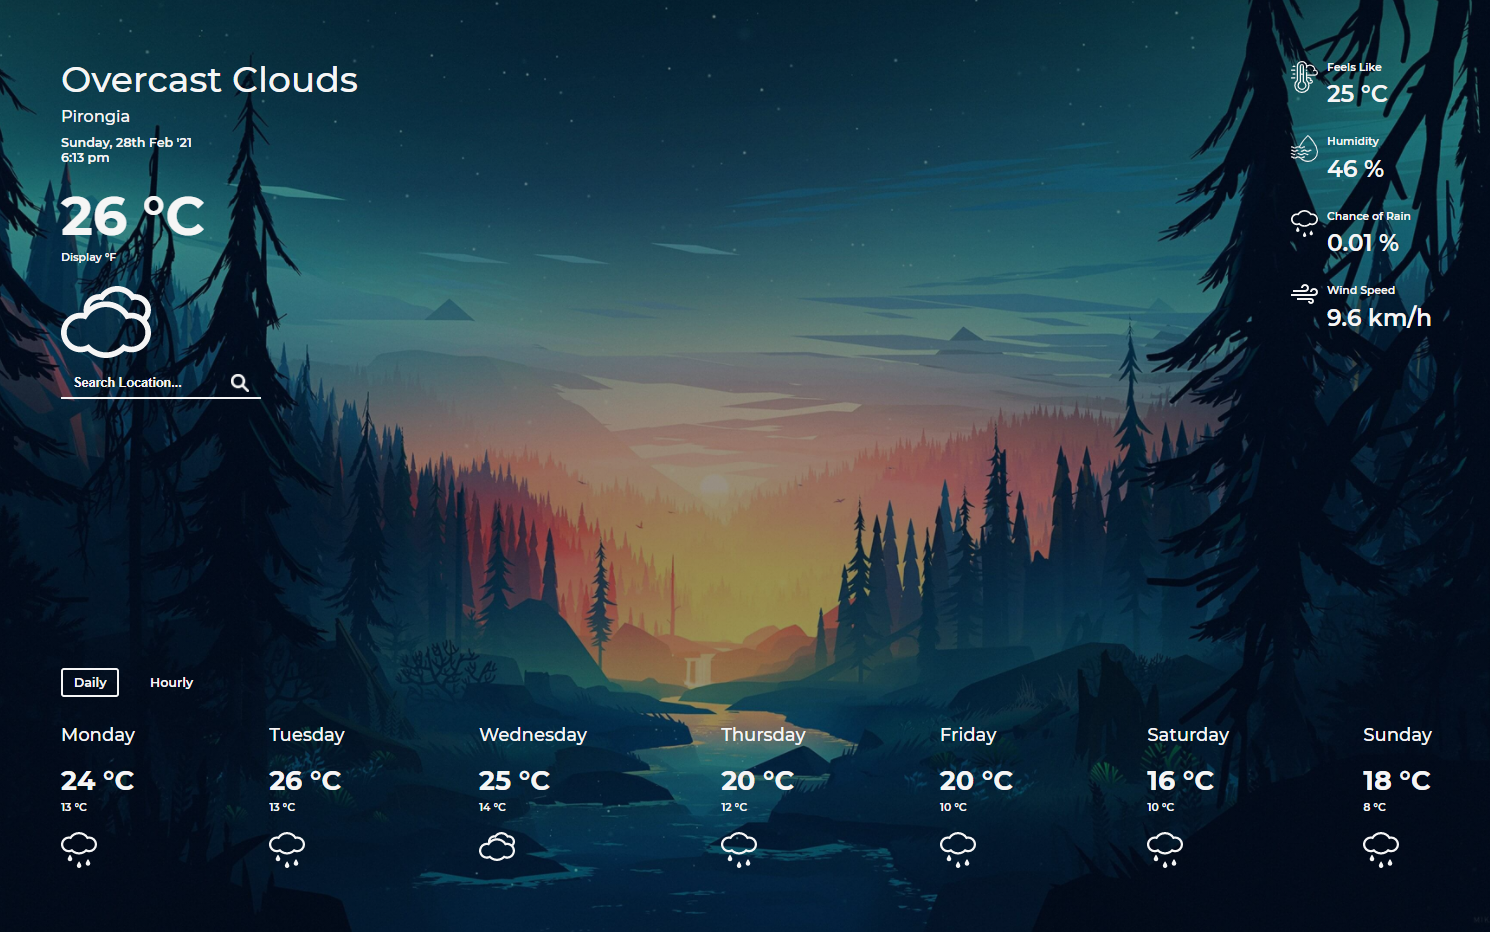 Overcast Clouds
Pirongia
Sunday, 28th Feb '21
6:13 pm
26 °C
Display °F
Search Location...
Feels Like
25 °C
Humidity
46 %
Chance of Rain
0.01 %
Wind Speed
9.6 km/h
Daily Hourly
Monday Tuesday Wednesday Thursday Friday Saturday Sunday
24 °C 26 °C 25 °C 20 °C 20 °C 16 °C 18 °C
13 °C 13 °C 14 °C 12 °C 10 °C 10 °C 8 °C